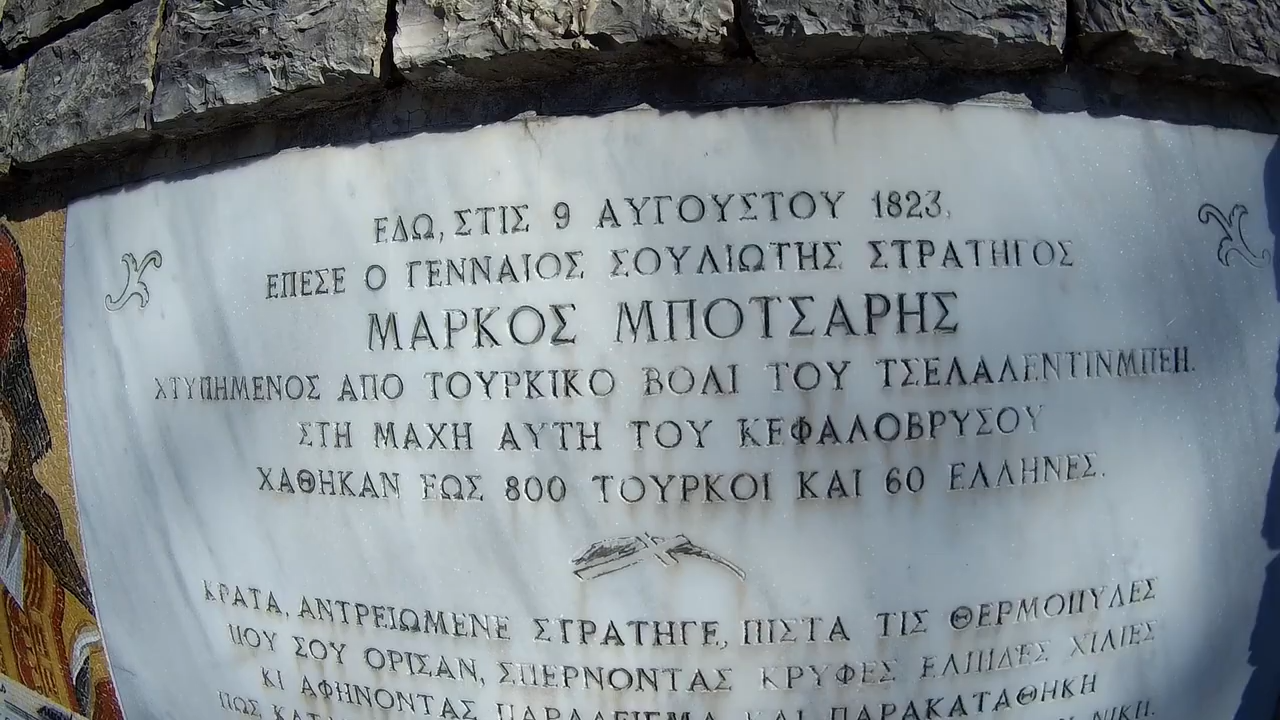 ΕΔΩ, ΣΤΙΣ 9 ΑΥΓΟΥΣΤΟΥ 1823,
ΕΠΕΣΕ Ο ΓΕΝΝΑΙΟΣ ΣΟΥΛΙΩΤΗΣ ΣΤΡΑΤΗΓΟΣ
ΜΑΡΚΟΣ ΜΠΟΤΣΑΡΗΣ
ΧΤΥΠΗΜΕΝΟΣ ΑΠΟ ΤΟΥΡΚΙΚΟ ΒΟΛΙ ΤΟΥ ΤΣΕΛΑΛΕΝΤΙΝΜΠΕΗ.
ΣΤΗ ΜΑΧΗ ΑΥΤΗ ΤΟΥ ΚΕΦΑΛΟΒΡΥΣΟΥ
ΧΑΘΗΚΑΝ ΕΩΣ 800 ΤΟΥΡΚΟΙ ΚΑΙ 60 ΕΛΛΗΝΕΣ.
ΚΡΑΤΑ, ΑΝΤΡΕΙΩΜΕΝΕ ΣΤΡΑΤΗΓΕ, ΠΙΣΤΑ ΤΙΣ ΘΕΡΜΟΠΥΛΕΣ
ΠΟΥ ΣΟΥ ΟΡΙΣΑΝ, ΣΠΕΡΝΟΝΤΑΣ ΚΡΥΦΕΣ ΕΛΠΙΔΕΣ ΧΙΛΙΕΣ
ΚΙ ΑΦΗΝΟΝΤΑΣ ΠΑΡΑΔΕΙΓΜΑ ΚΑΙ ΠΑΡΑΚΑΤΑΘΗΚΗ
ΠΩΣ ΝΙΚΗ.